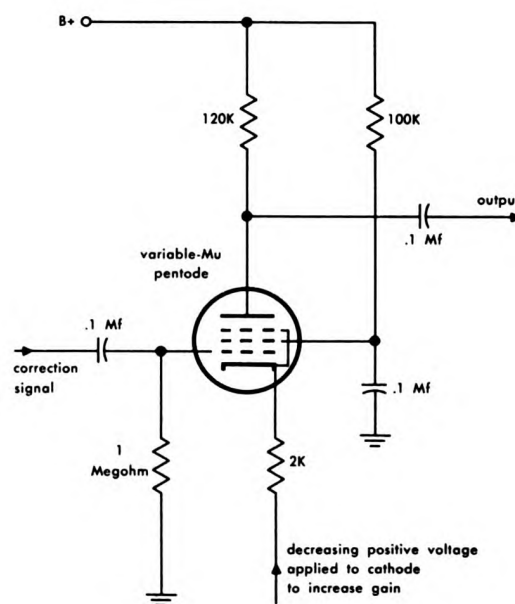 B+
120K
100K
output
.1 Mf
variable-Mu
pentode
.1 Mf
correction
signal
.1 Mf
1
Megohm
2K
decreasing positive voltage
applied to cathode
to increase gain